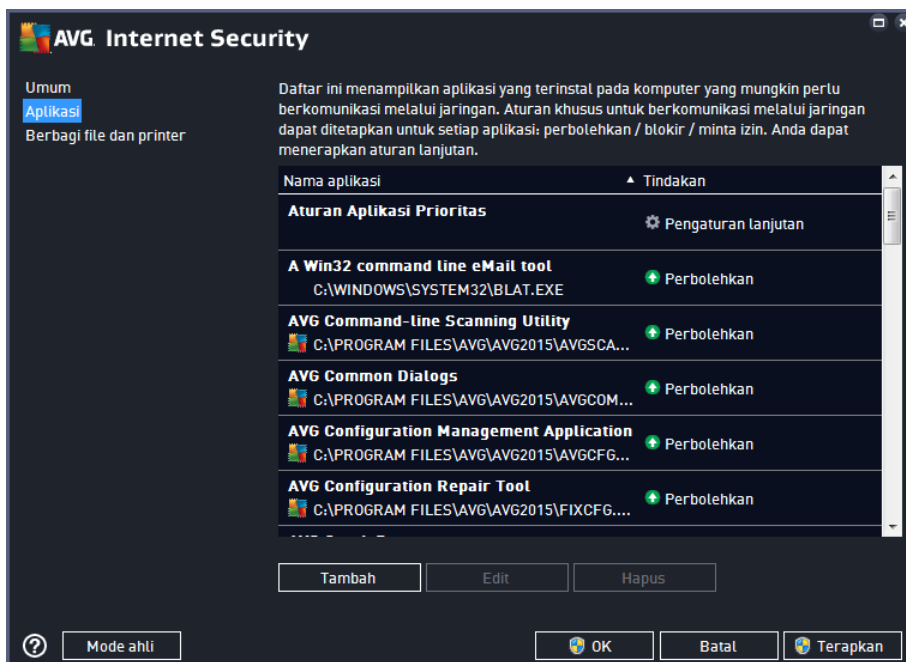 AVG Internet Security
Umum
Aplikasi
Berbagi file dan printer
Daftar ini menampilkan aplikasi yang terinstal pada komputer yang mungkin perlu
berkomunikasi melalui jaringan. Aturan khusus untuk berkomunikasi melalui jaringan
dapat ditetapkan untuk setiap aplikasi: perbolehkan / blokir / minta izin. Anda dapat
menerapkan aturan lanjutan.
Nama aplikasi Tindakan
Aturan Aplikasi Prioritas
Pengaturan lanjutan
A Win32 command line eMail tool
C:\WINDOWS\SYSTEM32\BLAT.EXE
Perbolehkan
AVG Command-line Scanning Utility
C:\PROGRAM FILES\AVG\AVG2015\AVGSCA...
Perbolehkan
AVG Common Dialogs
C:\PROGRAM FILES\AVG\AVG2015\AVGCOM...
Perbolehkan
AVG Configuration Management Application
C:\PROGRAM FILES\AVG\AVG2015\AVGCFG...
Perbolehkan
AVG Configuration Repair Tool
C:\PROGRAM FILES\AVG\AVG2015\FIXCFG....
Perbolehkan
Tambah Edit Hapus
Mode ahli OK Batal Terapkan